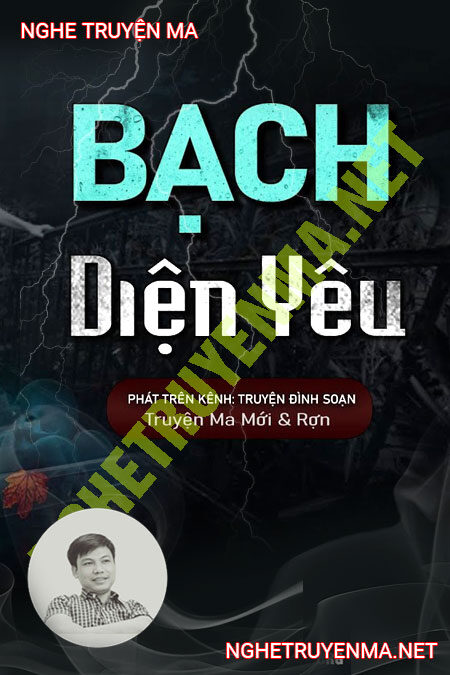 NGHE TRUYỆN MA
BẠCH
Diện Yêu
NGHETRUYENMA.NET
PHÁT TRÊN KÊNH: TRUYỆN ĐÌNH SOẠN
Truyện Ma Mới & Rợn
NGHETRUYENMA.NET